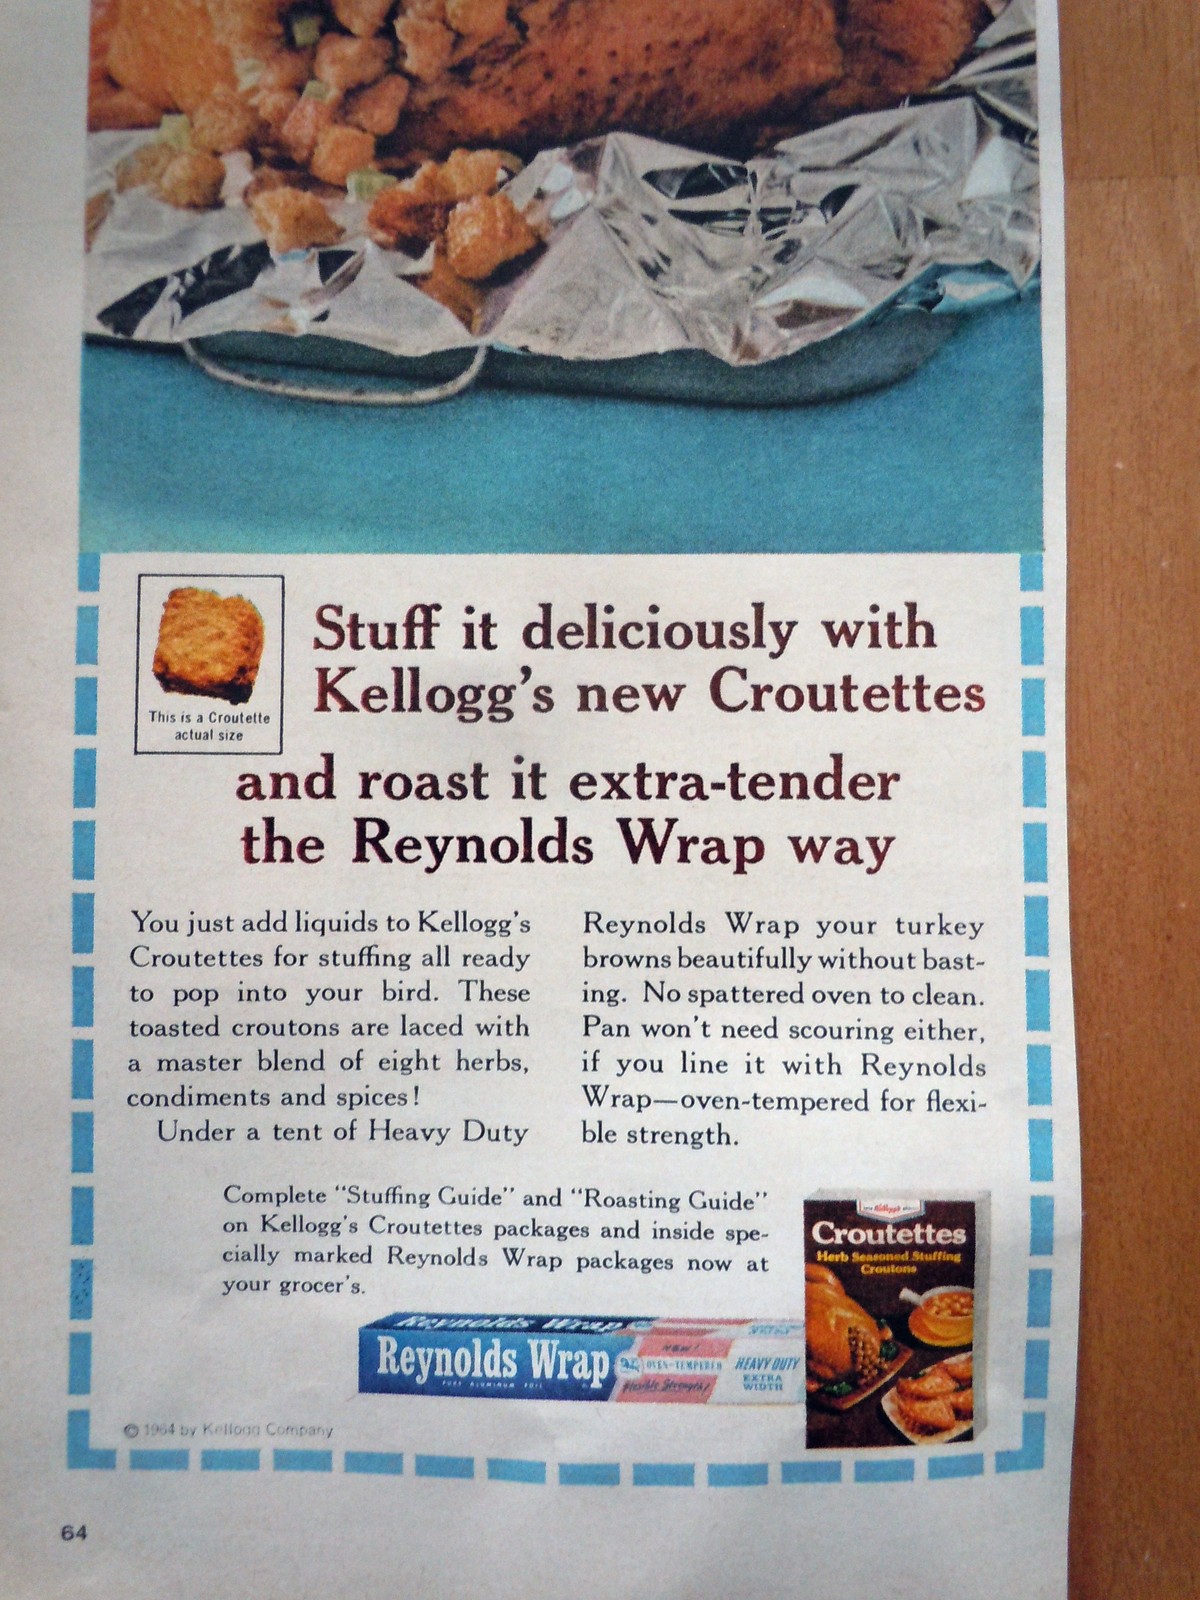 This is a Croutette
actual size
Stuff it deliciously with
Kellogg's new Croutettes
and roast it extra-tender
the Reynolds Wrap way
You just add liquids to Kellogg's
Croutettes for stuffing all ready
to pop into your bird. These
toasted croutons are laced with
a master blend of eight herbs,
condiments and spices!
Under a tent of Heavy Duty
Reynolds Wrap your turkey
browns beautifully without bast-
ing. No spattered oven to clean.
Pan won't need scouring either,
if you line it with Reynolds
Wrap—oven-tempered for flexi-
ble strength.
Complete "Stuffing Guide" and "Roasting Guide"
on Kellogg's Croutettes packages and inside spe-
cially marked Reynolds Wrap packages now at
your grocer's.
Kellogg's
Croutettes
Herb Seasoned Stuffing
Croutons
Reynolds Wrap
Reynolds Wrap
PURE ALUMINUM FOIL
NEW!
OVEN-TEMPERED
Flexible Strength!
HEAVY DUTY
EXTRA
WIDTH
© 1964 by Kellogg Company
64